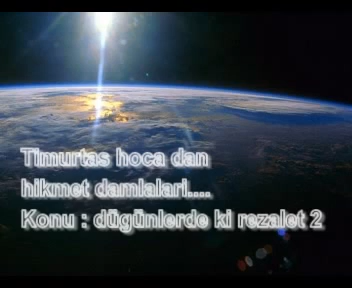 Timurtas hoca dan
hikmet damlalari....
Konu : dügünlerde ki rezalet 2